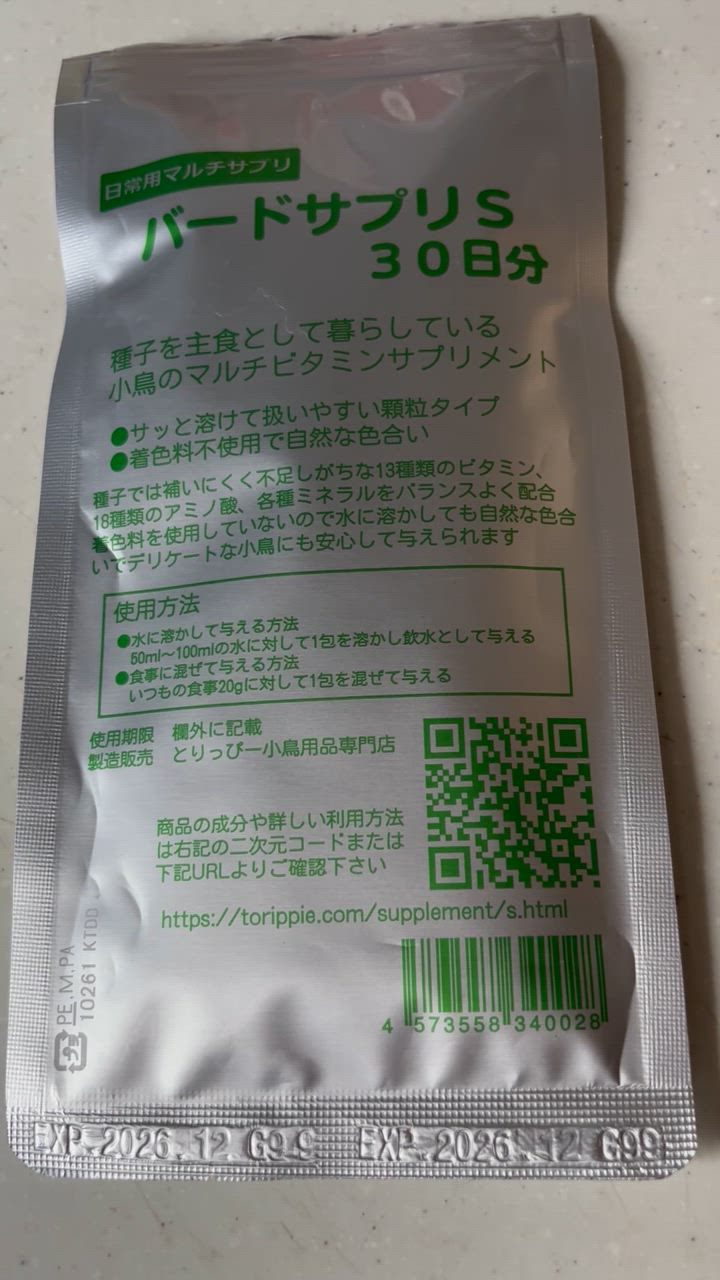 日常用マルチサプリ
バードサプリS
30日分
種子を主食として暮らしている
小鳥のマルチビタミンサプリメント
●サッと溶けて扱いやすい顆粒タイプ
●着色料不使用で自然な色合い
種子では補いにくく不足しがちな13種類のビタミン、
18種類のアミノ酸、各種ミネラルをバランスよく配合
着色料を使用していないので水に溶かしても自然な色合
いでデリケートな小鳥にも安心して与えられます
使用方法
●水に溶かして与える方法
50ml～100mlの水に対して1包を溶かし飲水として与える
●食事に混ぜて与える方法
いつもの食事20gに対して1包を混ぜて与える
使用期限 欄外に記載
製造販売 とりっぴー小鳥用品専門店
商品の成分や詳しい利用方法
は右記の二次元コードまたは
下記URLよりご確認下さい
https://torippie.com/supplement/s.html
4 573558 340028
プラ
PE,M,PA
10261 KTDD
EXP.2026.12 G99 EXP.2026.12 G99